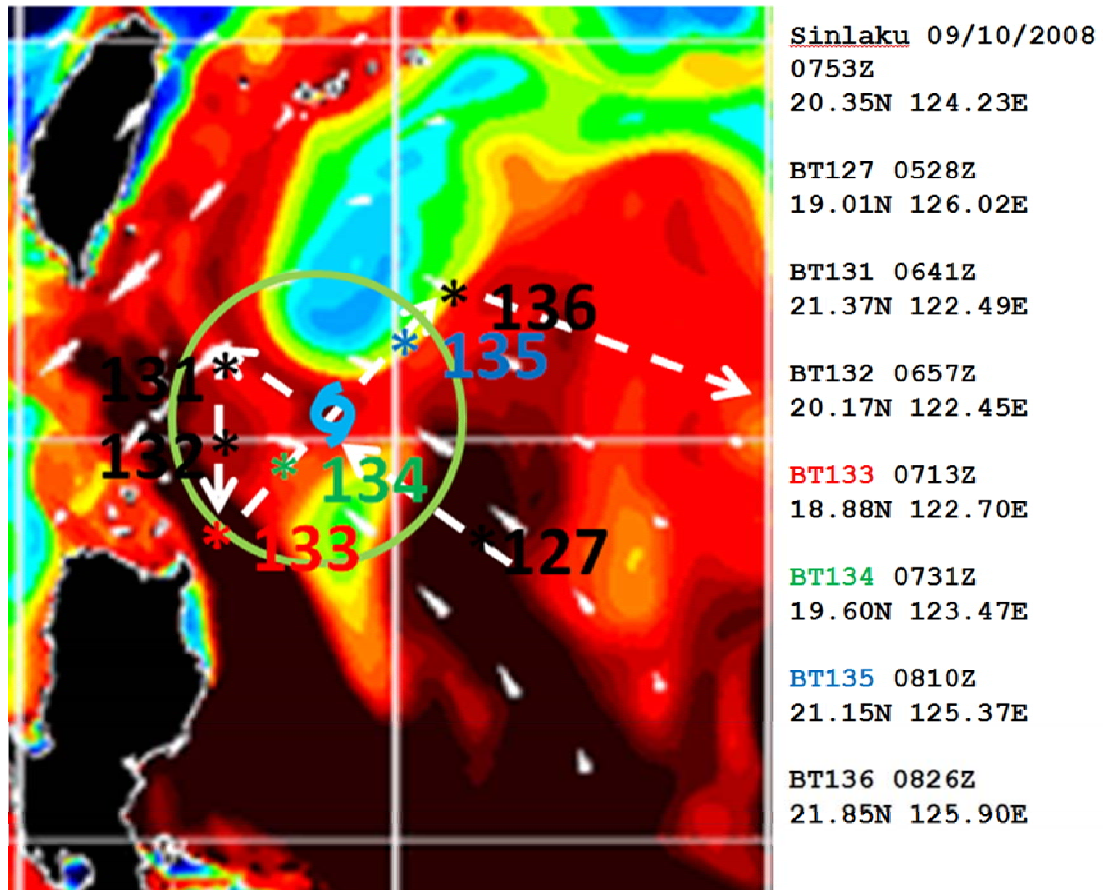 Sinlaku 09/10/2008
0753Z
20.35N 124.23E
BT127 0528Z
19.01N 126.02E
BT131 0641Z
21.37N 122.49E
BT132 0657Z
20.17N 122.45E
BT133 0713Z
18.88N 122.70E
BT134 0731Z
19.60N 123.47E
BT135 0810Z
21.15N 125.37E
BT136 0826Z
21.85N 125.90E
* 136
* 135
131*
132*
* 134
* 133
*127